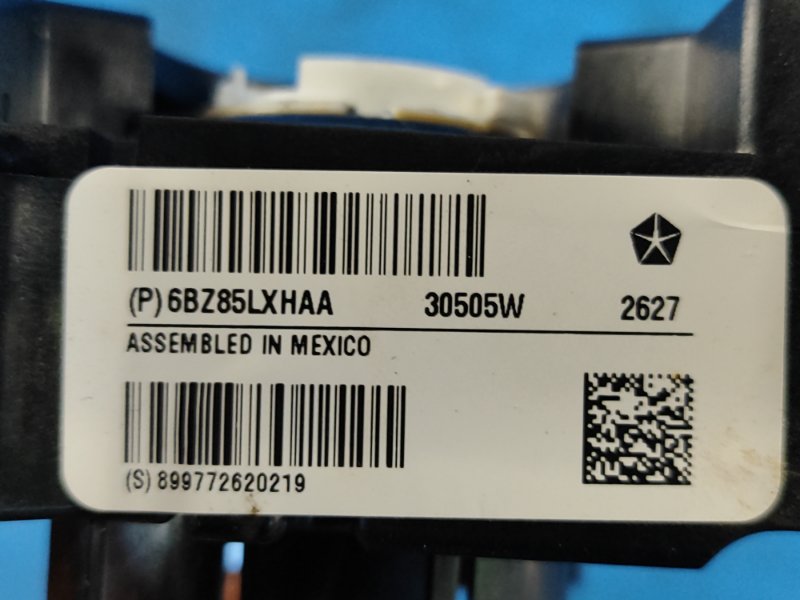 (P) 6BZ85LXHAA 30505W 2627
ASSEMBLED IN MEXICO
(S) 899772620219